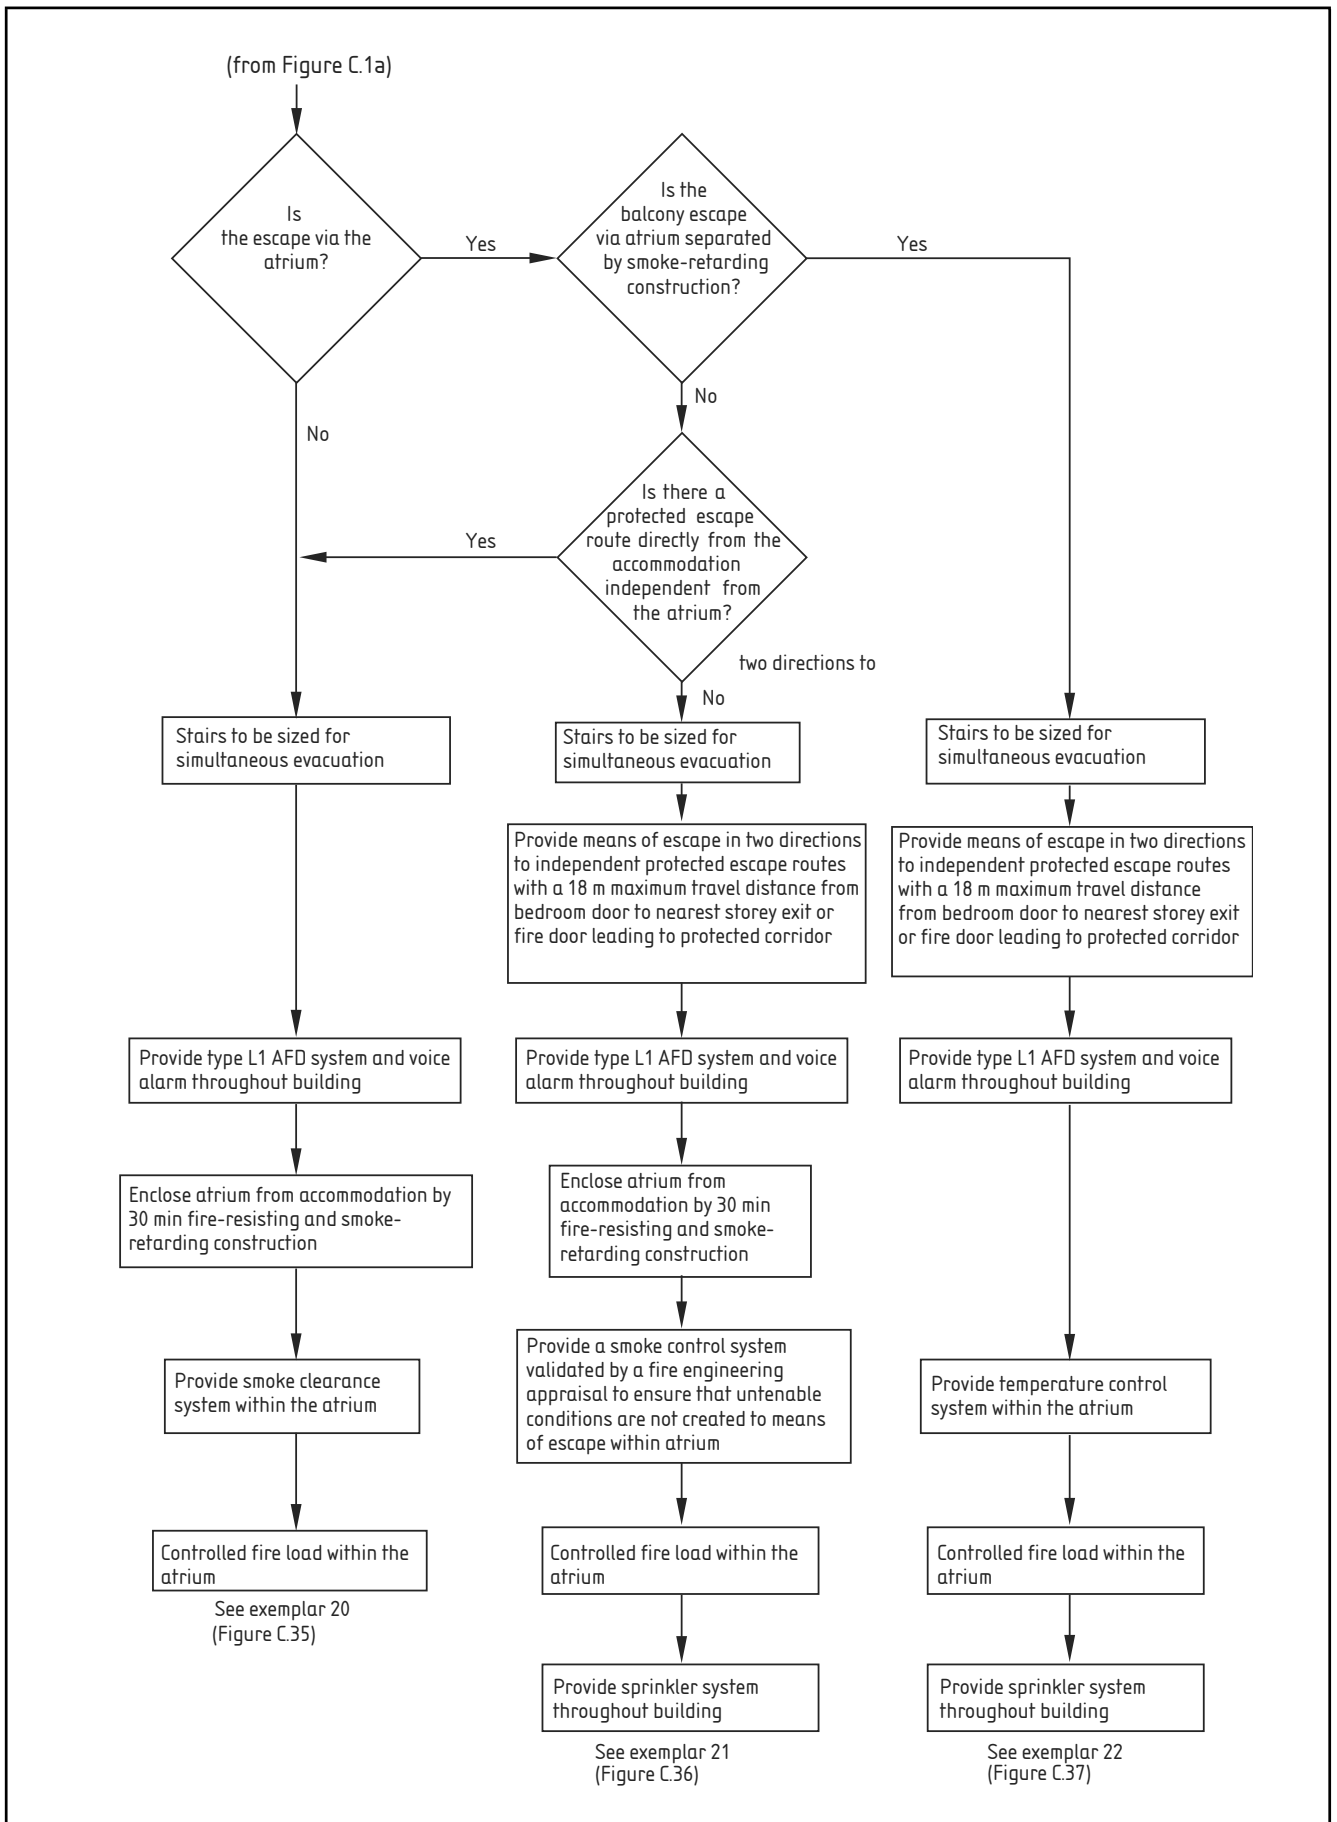 (from Figure C.1a)
Is
the escape via the
atrium?
Yes
Is the
balcony escape
via atrium separated
by smoke-retarding
construction?
Yes
No
No
Is there a
protected escape
route directly from the
accommodation
independent from
the atrium?
Yes
two directions to
No
Stairs to be sized for
simultaneous evacuation
Stairs to be sized for
simultaneous evacuation
Stairs to be sized for
simultaneous evacuation
Provide means of escape in two directions
to independent protected escape routes
with a 18 m maximum travel distance from
bedroom door to nearest storey exit or
fire door leading to protected corridor
Provide means of escape in two directions
to independent protected escape routes
with a 18 m maximum travel distance
from bedroom door to nearest storey exit
or fire door leading to protected corridor
Provide type L1 AFD system and voice
alarm throughout building
Provide type L1 AFD system and voice
alarm throughout building
Provide type L1 AFD system and voice
alarm throughout building
Enclose atrium from accommodation by
30 min fire-resisting and smoke-
retarding construction
Enclose atrium from
accommodation by 30 min
fire-resisting and smoke-
retarding construction
Provide smoke clearance
system within the atrium
Provide a smoke control system
validated by a fire engineering
appraisal to ensure that untenable
conditions are not created to means
of escape within atrium
Provide temperature control
system within the atrium
Controlled fire load within the
atrium
Controlled fire load within the
atrium
Controlled fire load within the
atrium
See exemplar 20
(Figure C.35)
Provide sprinkler system
throughout building
Provide sprinkler system
throughout building
See exemplar 21
(Figure C.36)
See exemplar 22
(Figure C.37)